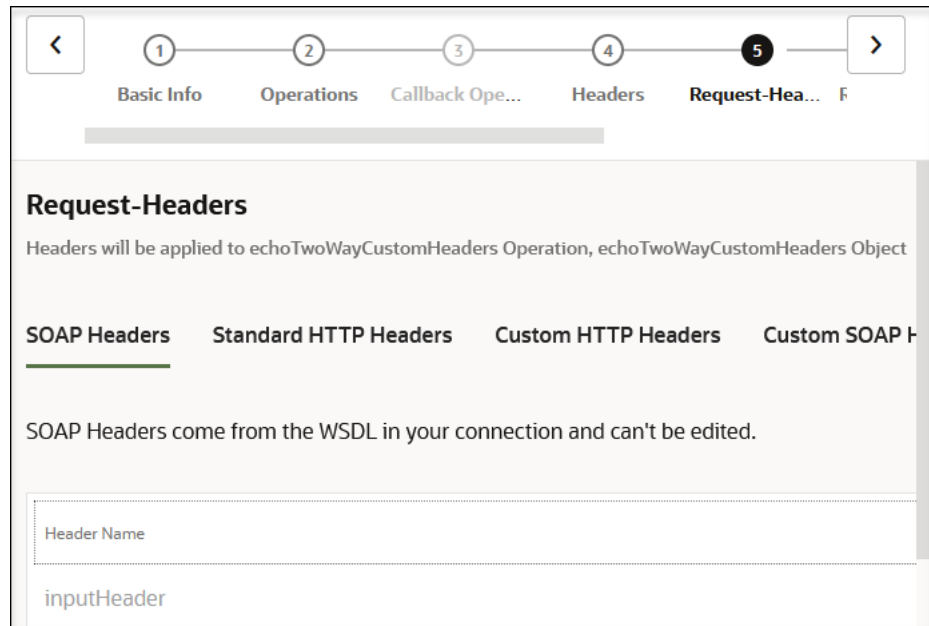 1 2 3 4 5
Basic Info Operations Callback Ope... Headers Request-Hea...
Request-Headers
Headers will be applied to echoTwoWayCustomHeaders Operation, echoTwoWayCustomHeaders Object
SOAP Headers Standard HTTP Headers Custom HTTP Headers Custom SOAP
SOAP Headers come from the WSDL in your connection and can't be edited.
Header Name
inputHeader